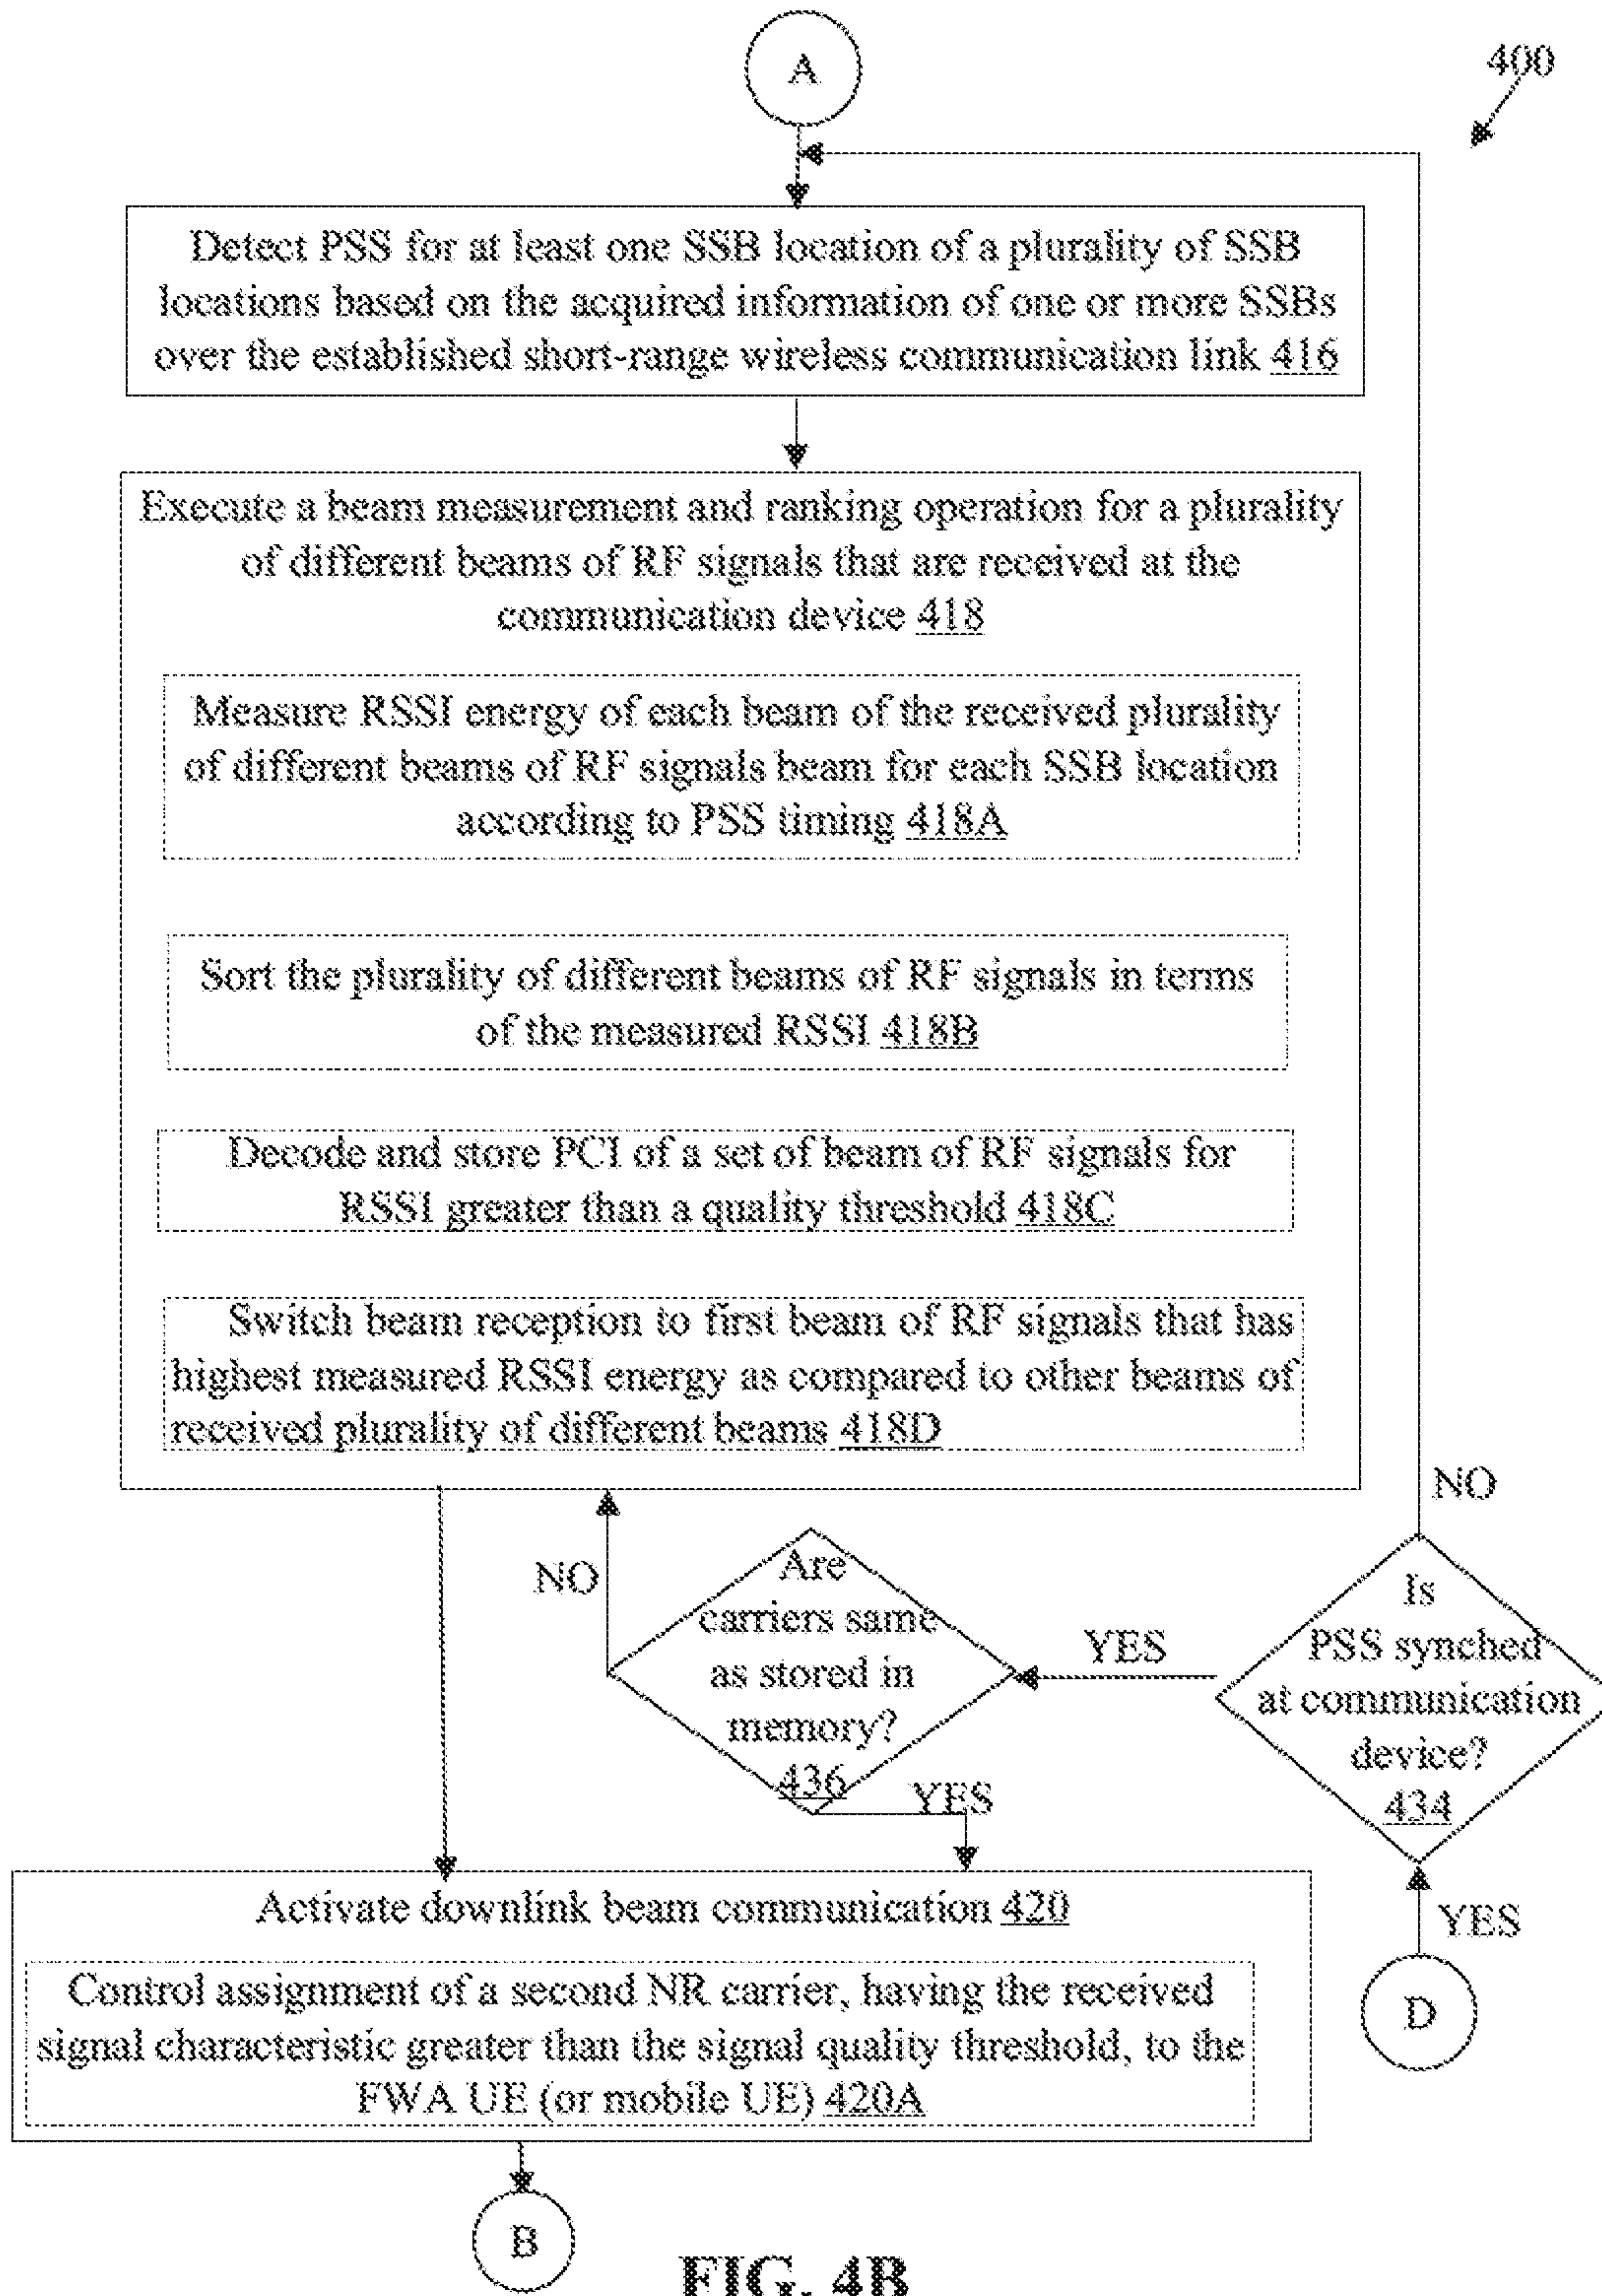 A
400
Detect PSS for at least one SSB location of a plurality of SSB
locations based on the acquired information of one or more SSBs
over the established short-range wireless communication link 416
Execute a beam measurement and ranking operation for a plurality
of different beams of RF signals that are received at the
communication device 418
Measure RSSI energy of each beam of the received plurality
of different beams of RF signals beam for each SSB location
according to PSS timing 418A
Sort the plurality of different beams of RF signals in terms
of the measured RSSI 418B
Decode and store PCI of a set of beam of RF signals for
RSSI greater than a quality threshold 418C
Switch beam reception to first beam of RF signals that has
highest measured RSSI energy as compared to other beams of
received plurality of different beams 418D
NO
NO
Are
carriers same
as stored in
memory?
436
YES
YES
Is
PSS synched
at communication
device?
434
YES
D
Activate downlink beam communication 420
Control assignment of a second NR carrier, having the received
signal characteristic greater than the signal quality threshold, to the
FWA UE (or mobile UE) 420A
B
FIG. 4B